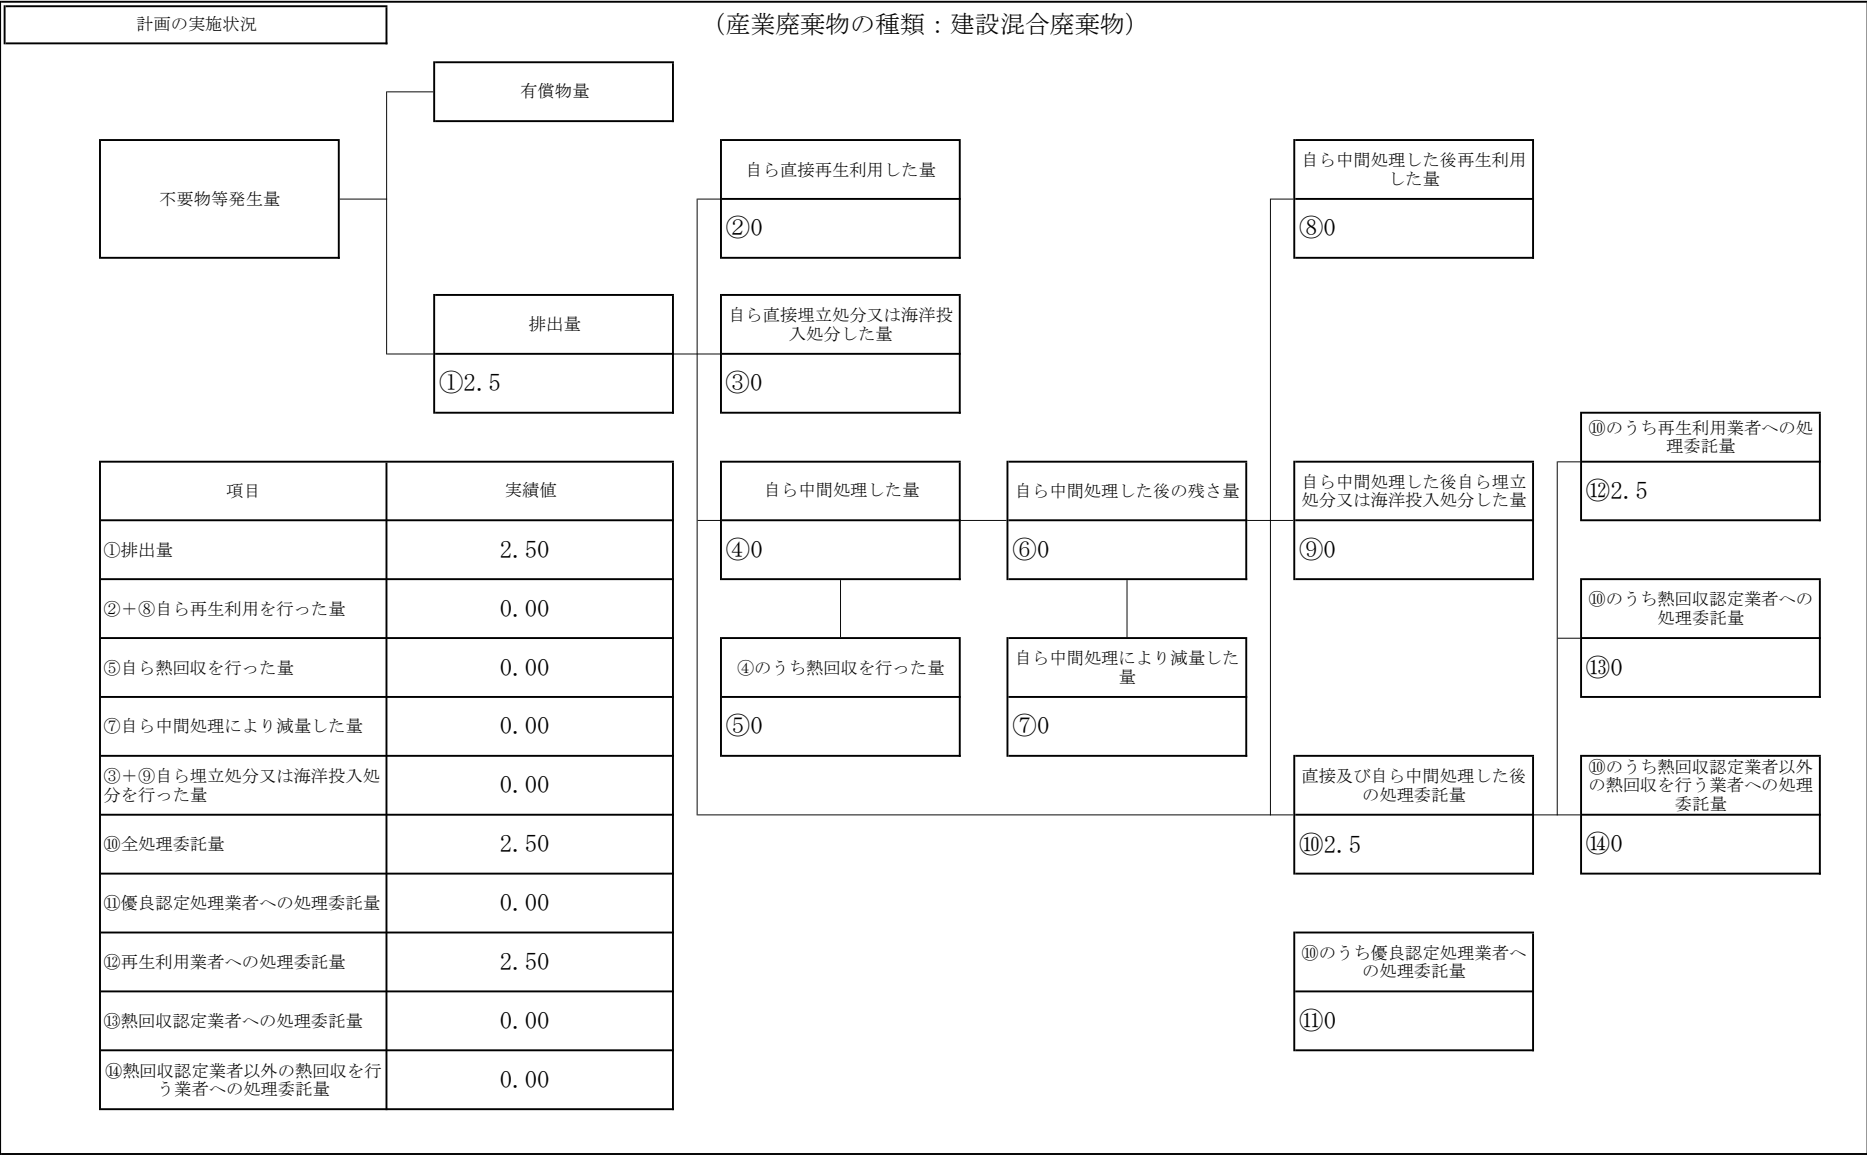 計画の実施状況
（産業廃棄物の種類：建設混合廃棄物）
有償物量
不要物等発生量
自ら直接再生利用した量
②0
自ら中間処理した後再生利用
した量
⑧0
排出量
①2.5
自ら直接埋立処分又は海洋投
入処分した量
③0
⑩のうち再生利用業者への処
理委託量
⑫2.5
自ら中間処理した量
④0
自ら中間処理した後の残さ量
⑥0
自ら中間処理した後自ら埋立
処分又は海洋投入処分した量
⑨0
⑩のうち熱回収認定業者への
処理委託量
⑬0
④のうち熱回収を行った量
⑤0
自ら中間処理により減量した
量
⑦0
直接及び自ら中間処理した後
の処理委託量
⑩2.5
⑩のうち熱回収認定業者以外
の熱回収を行う業者への処理
委託量
⑭0
⑩のうち優良認定処理業者へ
の処理委託量
⑪0
項目 実績値
①排出量 2.50
②＋⑧自ら再生利用を行った量 0.00
⑤自ら熱回収を行った量 0.00
⑦自ら中間処理により減量した量 0.00
③＋⑨自ら埋立処分又は海洋投入処
分を行った量 0.00
⑩全処理委託量 2.50
⑪優良認定処理業者への処理委託量 0.00
⑫再生利用業者への処理委託量 2.50
⑬熱回収認定業者への処理委託量 0.00
⑭熱回収認定業者以外の熱回収を行
う業者への処理委託量 0.00